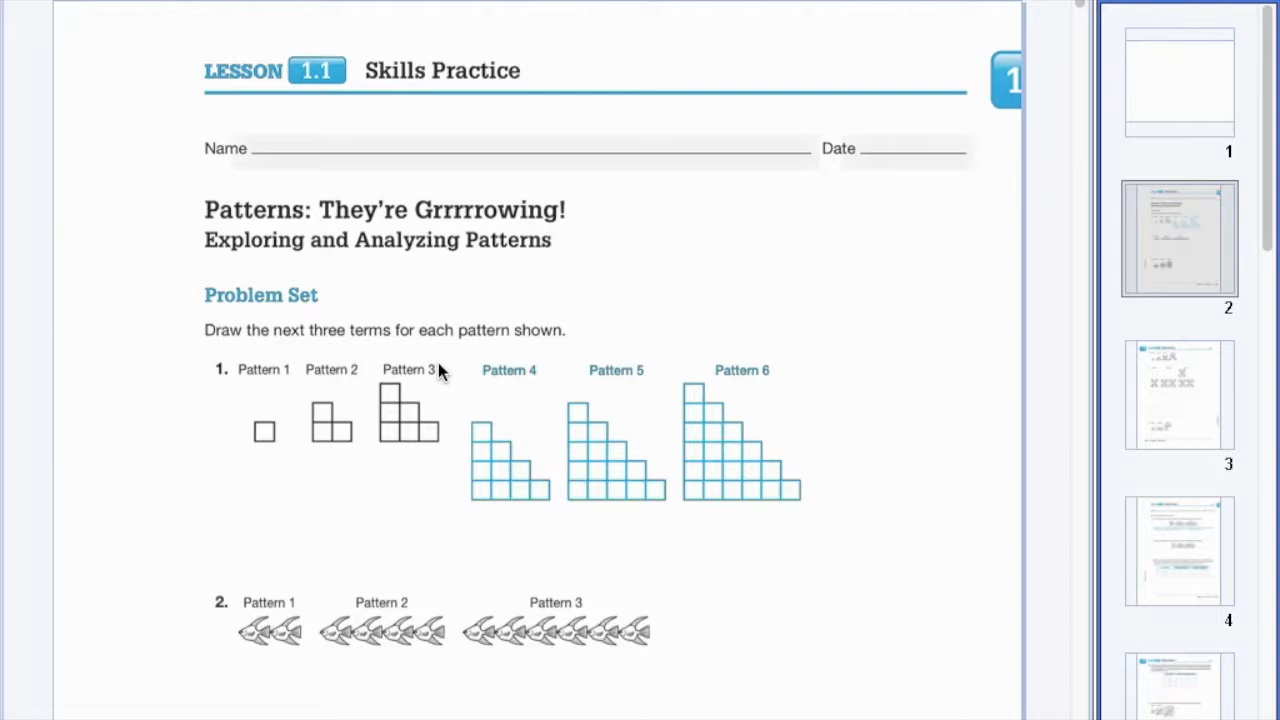 LESSON 1.1 Skills Practice
1
Name Date
Patterns: They're Grrrrrowing!
Exploring and Analyzing Patterns
Problem Set
Draw the next three terms for each pattern shown.
1. Pattern 1 Pattern 2 Pattern 3 Pattern 4 Pattern 5 Pattern 6
2. Pattern 1 Pattern 2 Pattern 3
1
2
3
4